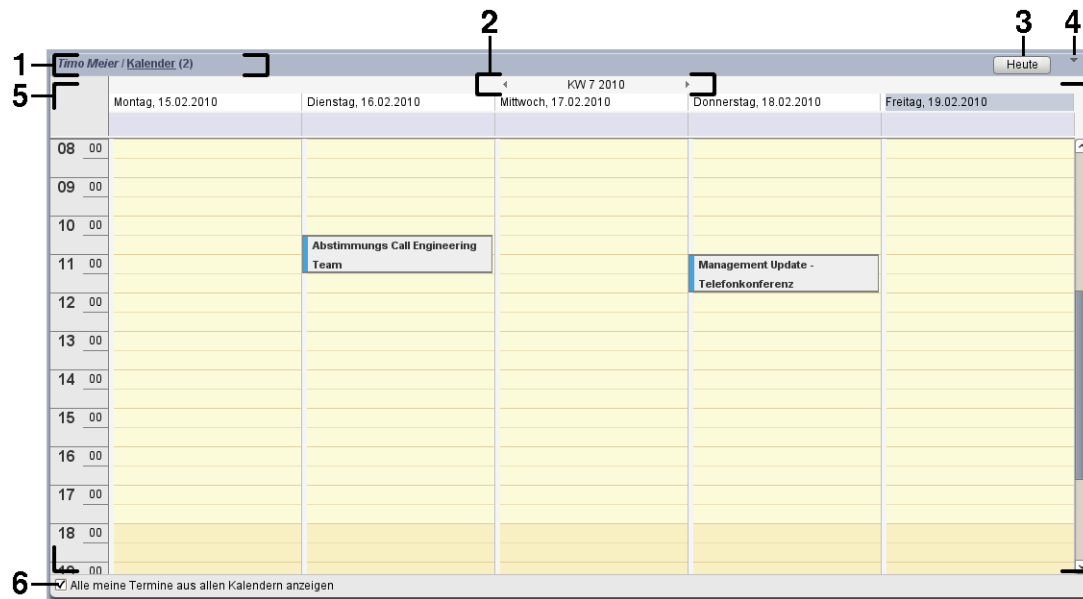 2
3
4
1
Timo Meier / Kalender (2)
Heute
5
KW 7 2010
Montag, 15.02.2010
Dienstag, 16.02.2010
Mittwoch, 17.02.2010
Donnerstag, 18.02.2010
Freitag, 19.02.2010
08 00
09 00
10 00
Abstimmungs Call Engineering
Team
11 00
Management Update -
Telefonkonferenz
12 00
13 00
14 00
15 00
16 00
17 00
18 00
19 00
6
Alle meine Termine aus allen Kalendern anzeigen